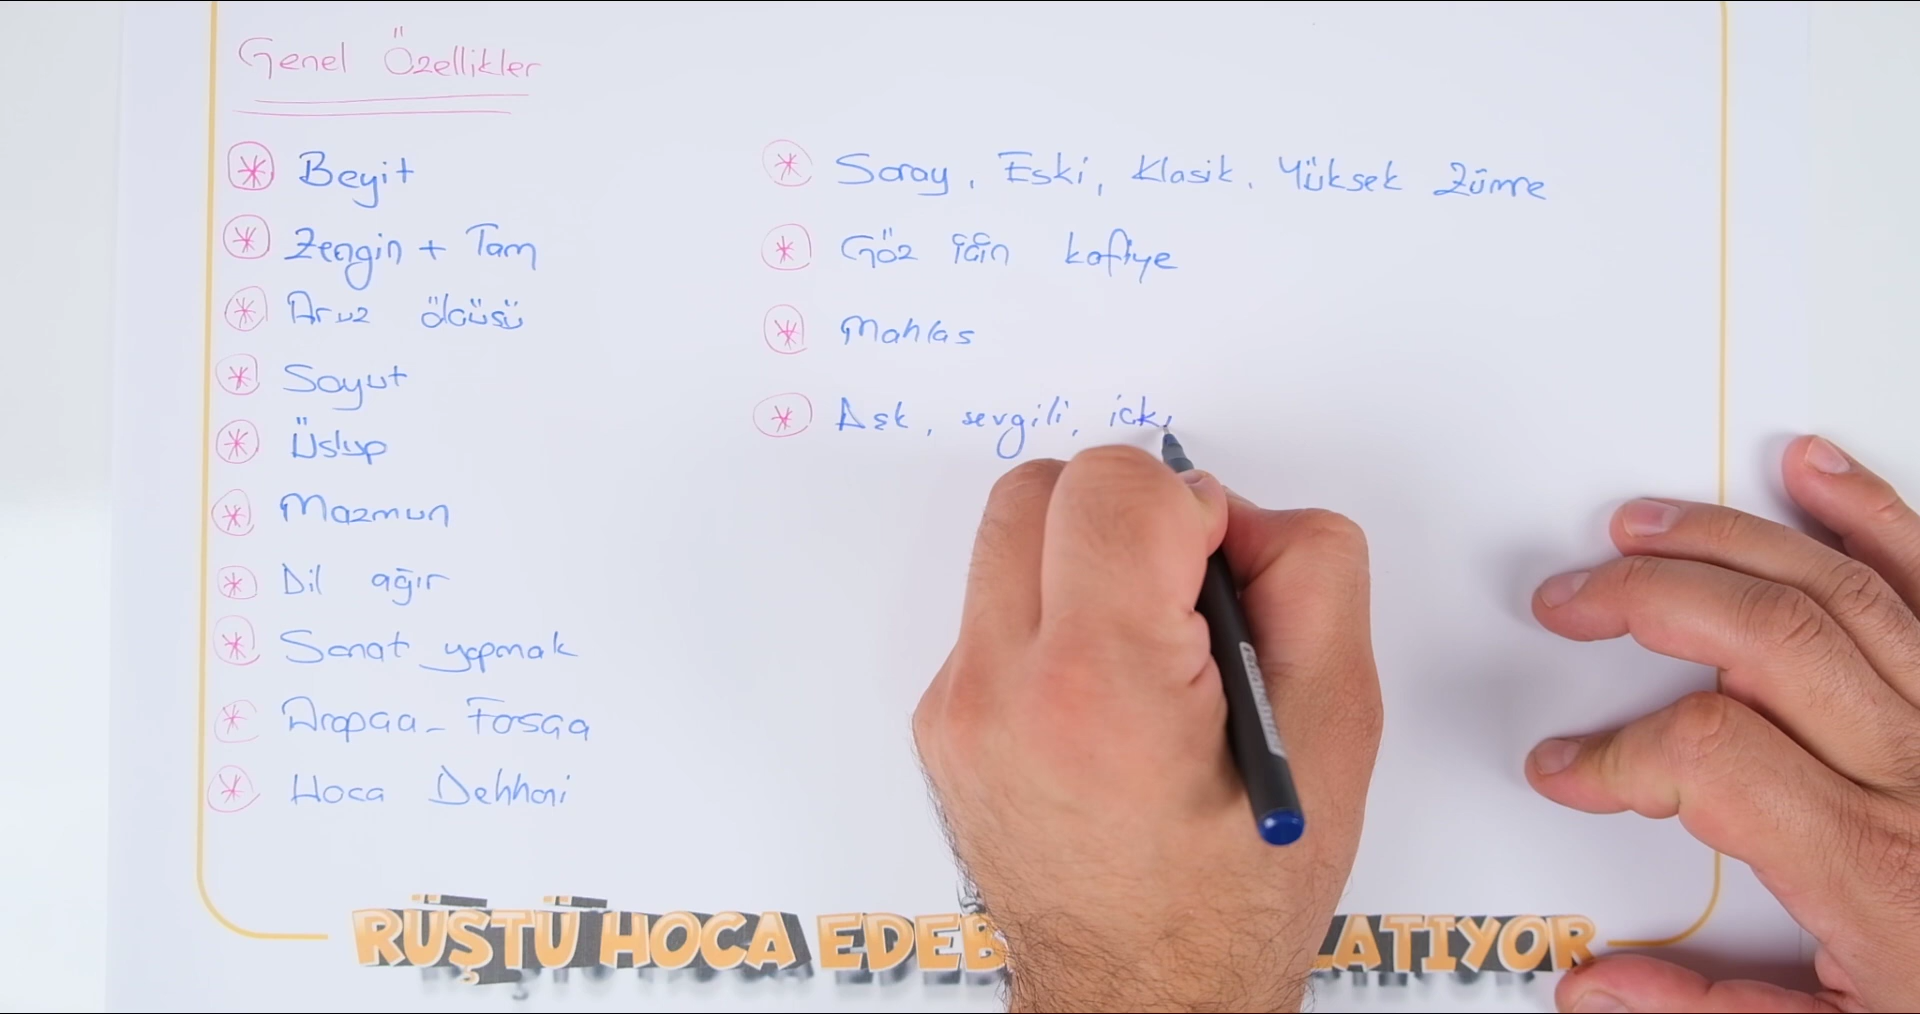 Genel Özellikler
* Beyit
* Zengin + Tam
* Aruz ölçüsü
* Soyut
* Üslup
* Mazmun
* Dil ağır
* Sanat yapmak
* Arapça - Farsça
* Hoca Dehhani
* Saray, Eski, Klasik, Yüksek Zümre
* Göz için kafiye
* Mahlas
* Aşk, sevgili, içki
RÜŞTÜ HOCA EDEB LATIYOR